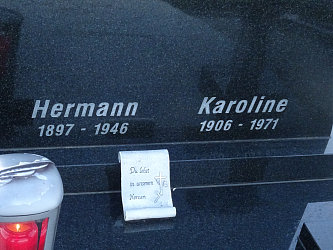 Hermann
1897 - 1946
Karoline
1906 - 1971
Du lebst
in unseren
Herzen